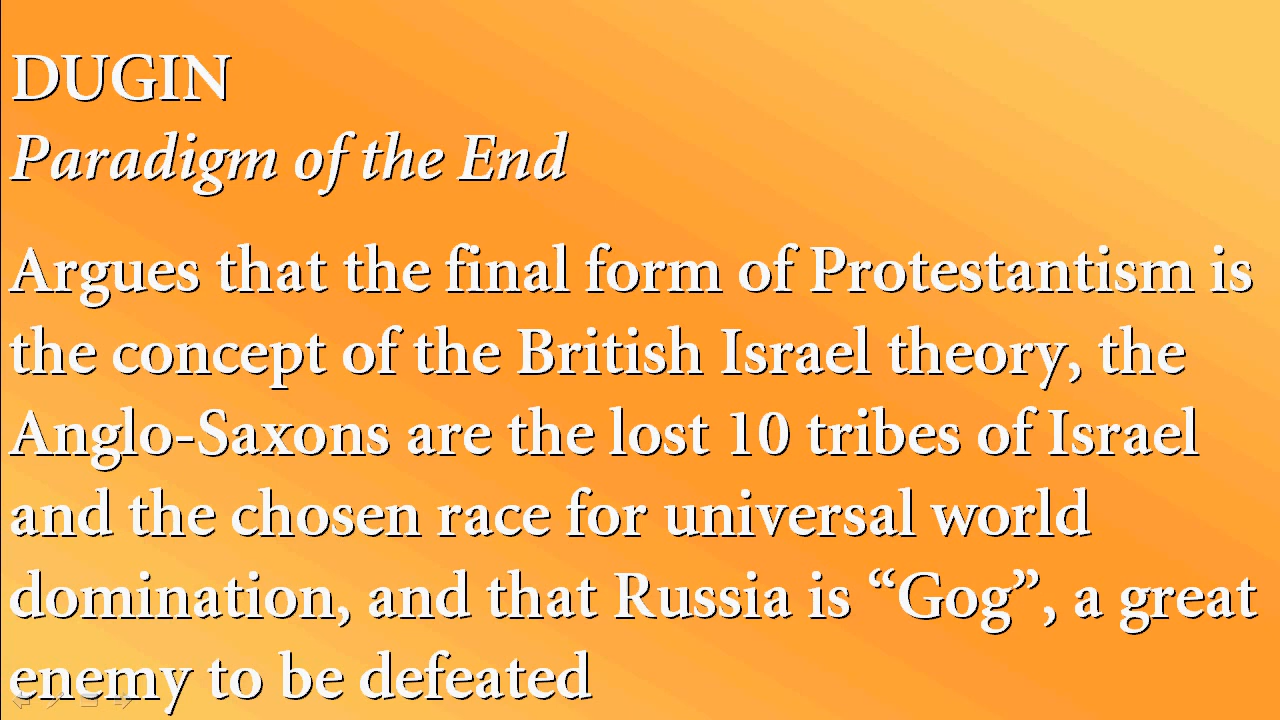 DUGIN
Paradigm of the End
Argues that the final form of Protestantism is
the concept of the British Israel theory, the
Anglo-Saxons are the lost 10 tribes of Israel
and the chosen race for universal world
domination, and that Russia is “Gog”, a great
enemy to be defeated